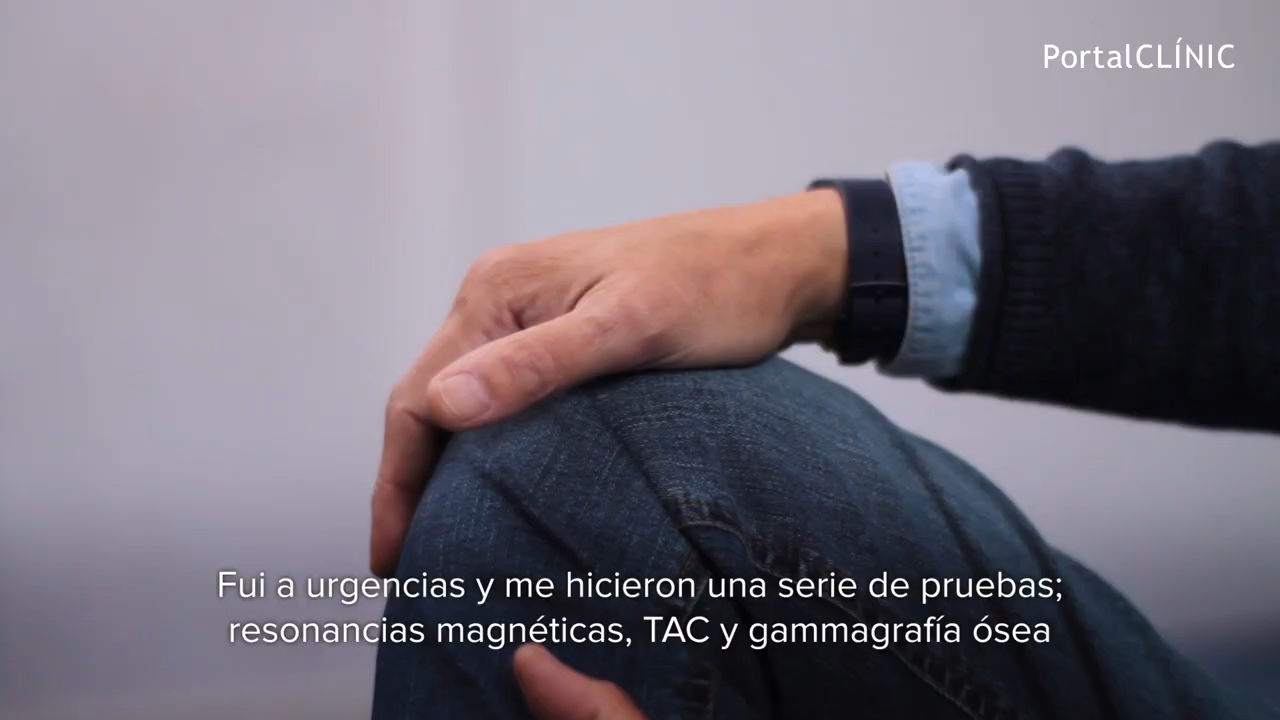 PortalCLÍNIC
Fui a urgencias y me hicieron una serie de pruebas;
resonancias magnéticas, TAC y gammagrafía ósea